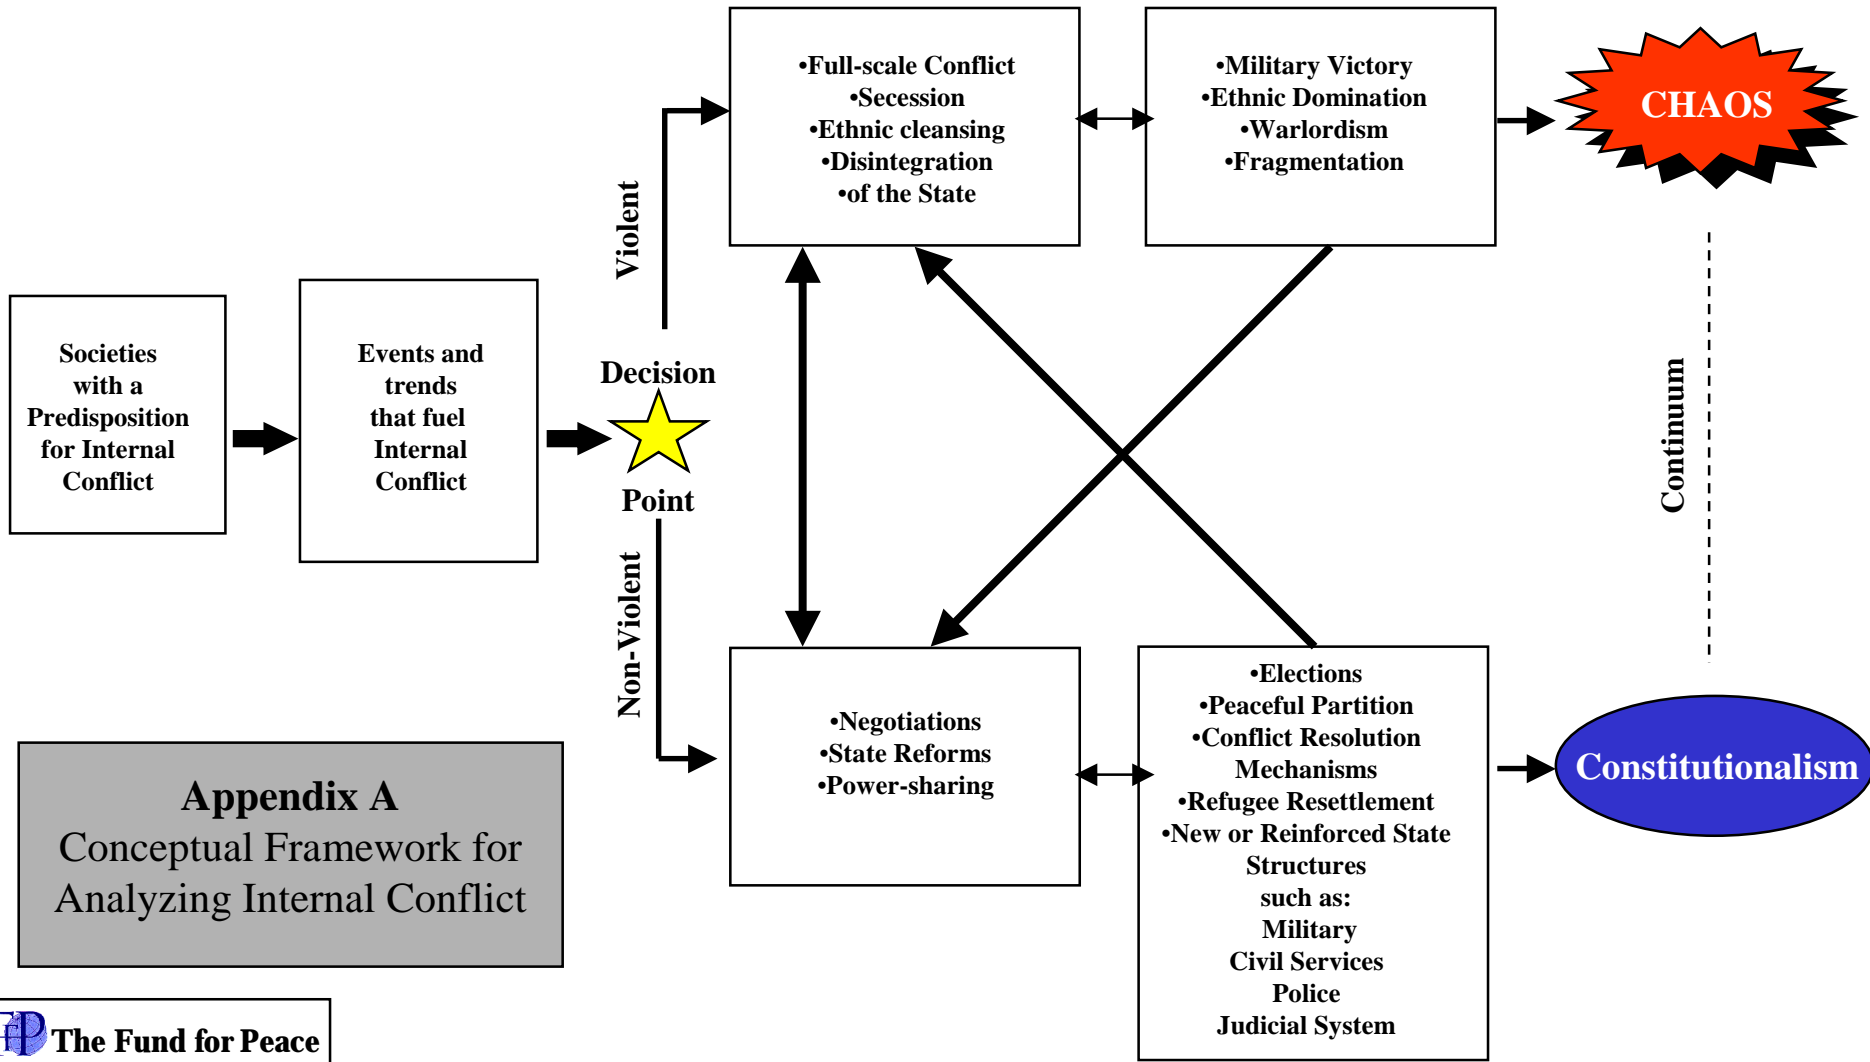 Societies
with a
Predisposition
for Internal
Conflict
Events and
trends
that fuel
Internal
Conflict
Decision
Point
Violent
Non-Violent
•Full-scale Conflict
•Secession
•Ethnic cleansing
•Disintegration
•of the State
•Military Victory
•Ethnic Domination
•Warlordism
•Fragmentation
CHAOS
Continuum
•Negotiations
•State Reforms
•Power-sharing
•Elections
•Peaceful Partition
•Conflict Resolution
Mechanisms
•Refugee Resettlement
•New or Reinforced State
Structures
such as:
Military
Civil Services
Police
Judicial System
Constitutionalism
Appendix A
Conceptual Framework for
Analyzing Internal Conflict
FfP The Fund for Peace